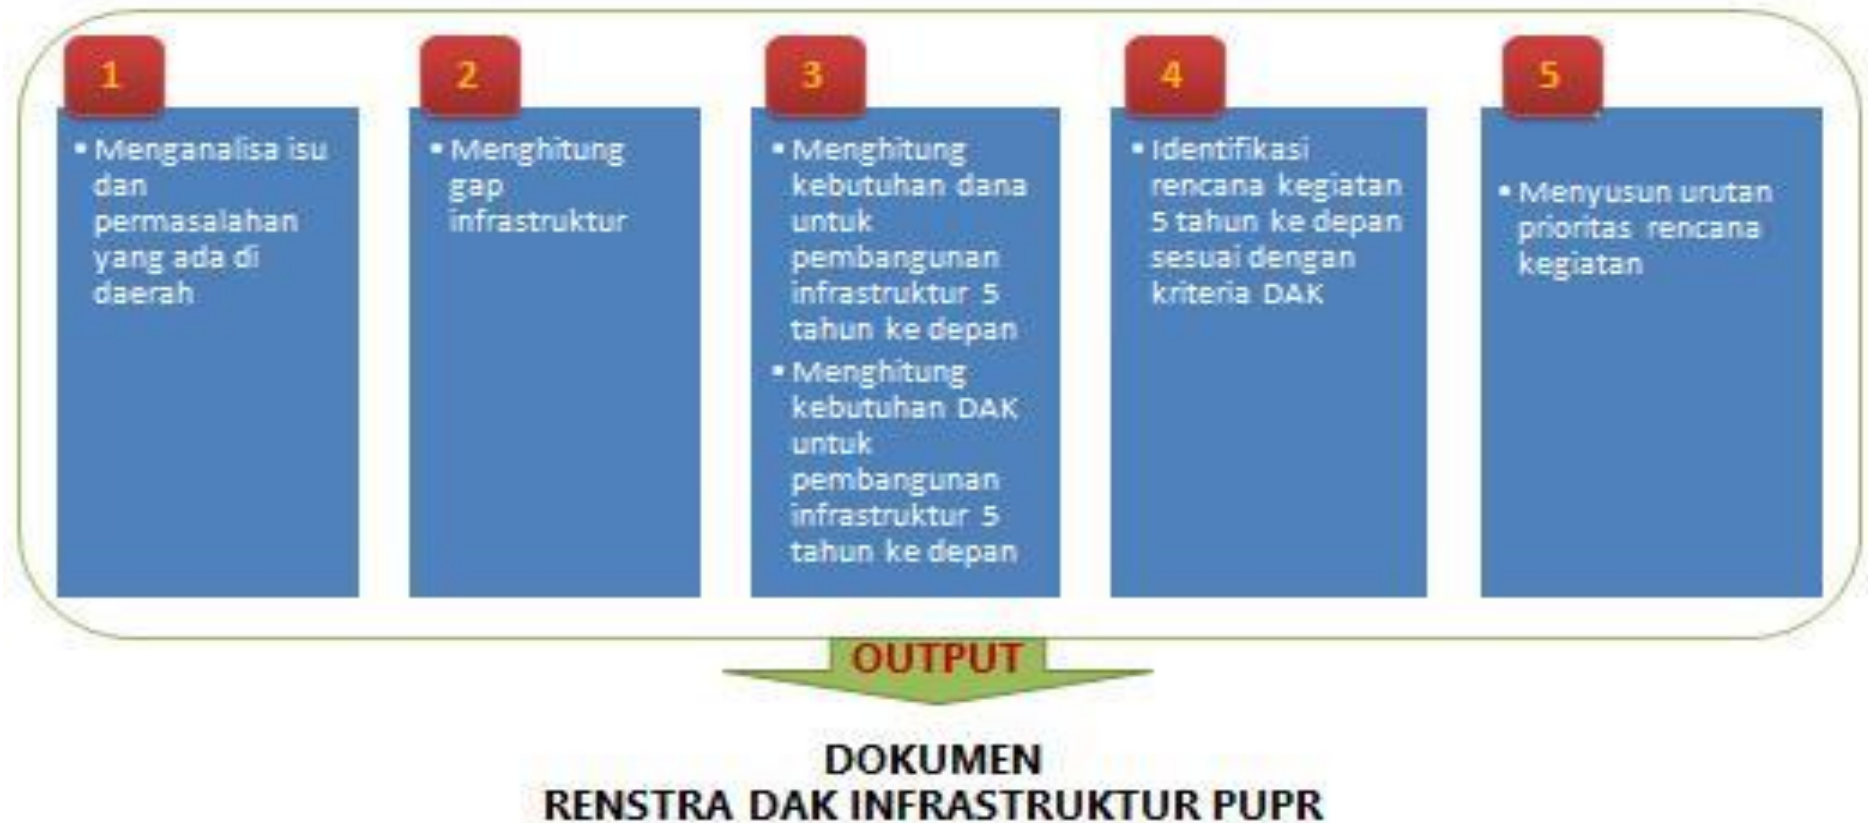 1
▪ Menganalisa isu
dan
permasalahan
yang ada di
daerah
2
▪ Menghitung
gap
infrastruktur
3
▪ Menghitung
kebutuhan dana
untuk
pembangunan
infrastruktur 5
tahun ke depan
▪ Menghitung
kebutuhan DAK
untuk
pembangunan
infrastruktur 5
tahun ke depan
4
▪ Identifikasi
rencana kegiatan
5 tahun ke depan
sesuai dengan
kriteria DAK
5
▪ Menyusun urutan
prioritas rencana
kegiatan
OUTPUT
DOKUMEN
RENSTRA DAK INFRASTRUKTUR PUPR